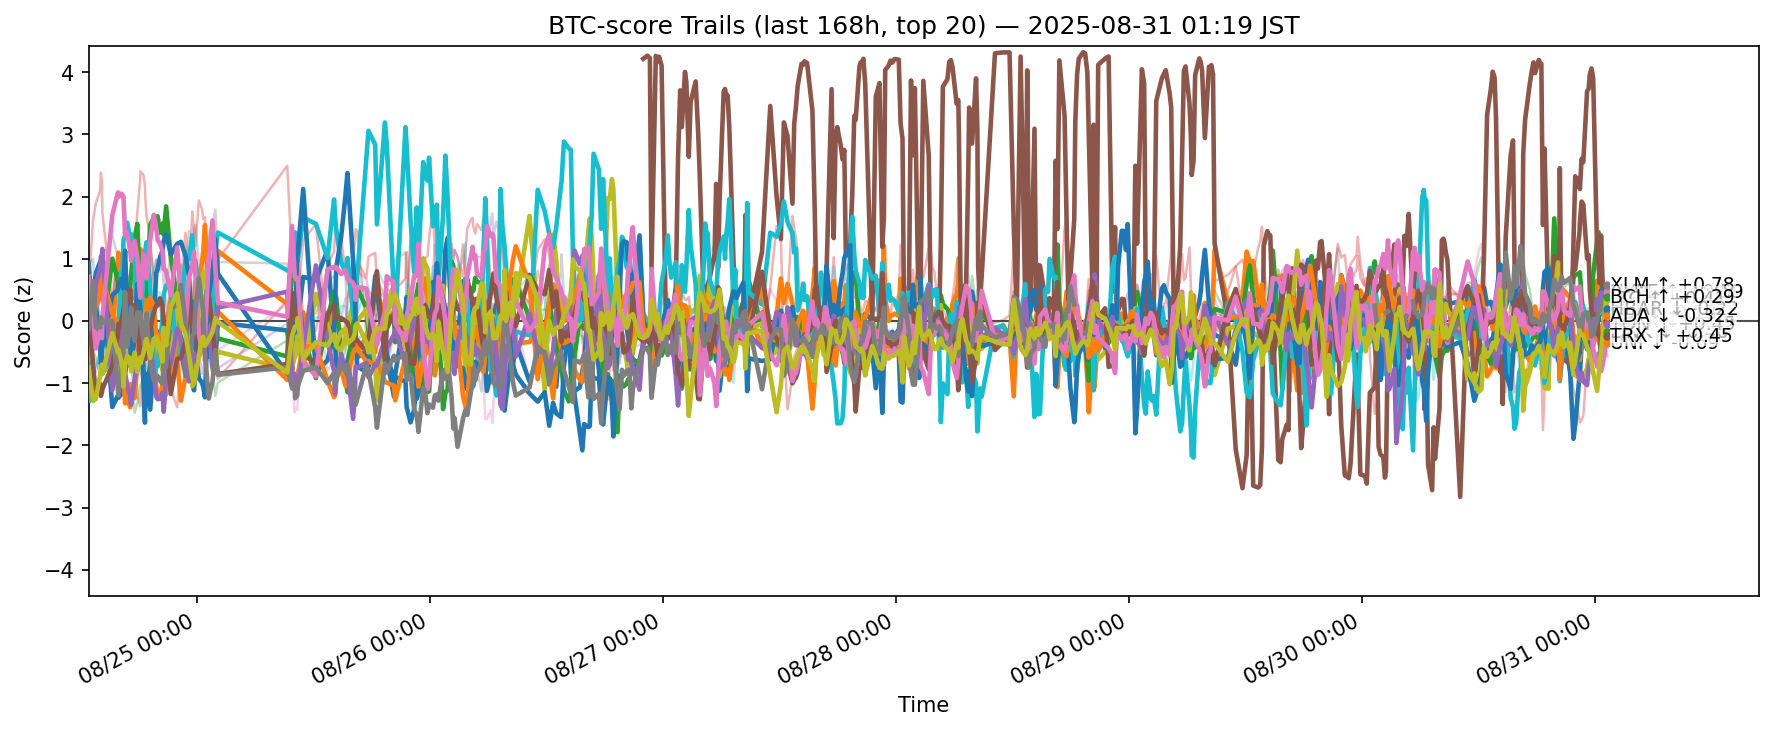 BTC-score Trails (last 168h, top 20) — 2025-08-31 01:19 JST
Score (z)
4
3
2
1
0
−1
−2
−3
−4
XLM ↑ +0.78
BCH ↑ +0.29
ADA ↓ -0.32
TRX ↑ +0.45
08/25 00:00
08/26 00:00
08/27 00:00
08/28 00:00
08/29 00:00
08/30 00:00
08/31 00:00
Time